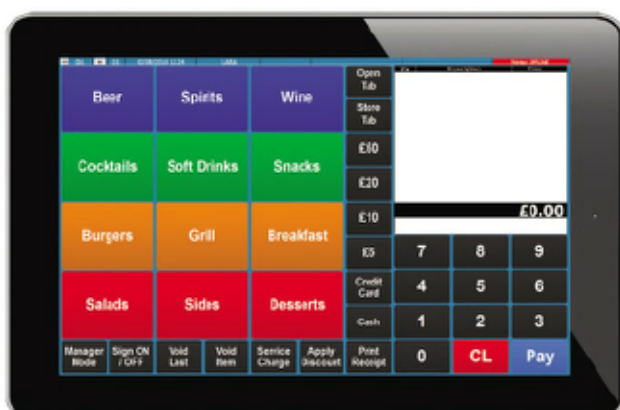 Beer
Spirits
Wine
Open
Tab
Store
Tab
Cocktails
Soft Drinks
Snacks
£20
£0.00
Burgers
Grill
Breakfast
£10
£5
7
8
9
Salads
Sides
Desserts
Credit
Card
4
5
6
Cash
1
2
3
Manager
Mode
Sign ON
/ OFF
Void
Last
Void
Item
Service
Charge
Apply
Discount
Print
Receipt
0
CL
Pay